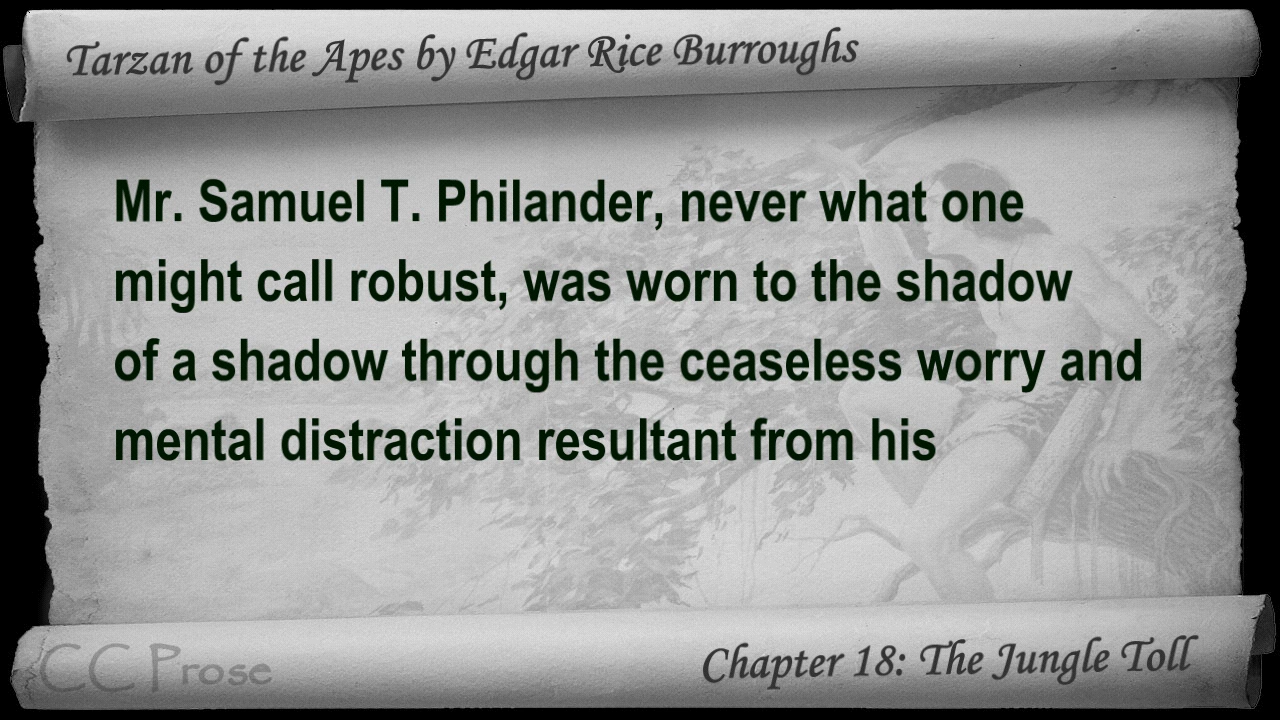 Tarzan of the Apes by Edgar Rice Burroughs
Mr. Samuel T. Philander, never what one
might call robust, was worn to the shadow
of a shadow through the ceaseless worry and
mental distraction resultant from his
CC Prose
Chapter 18: The Jungle Toll